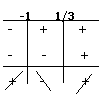 -1 1/3
- + +
- - +
+ - +